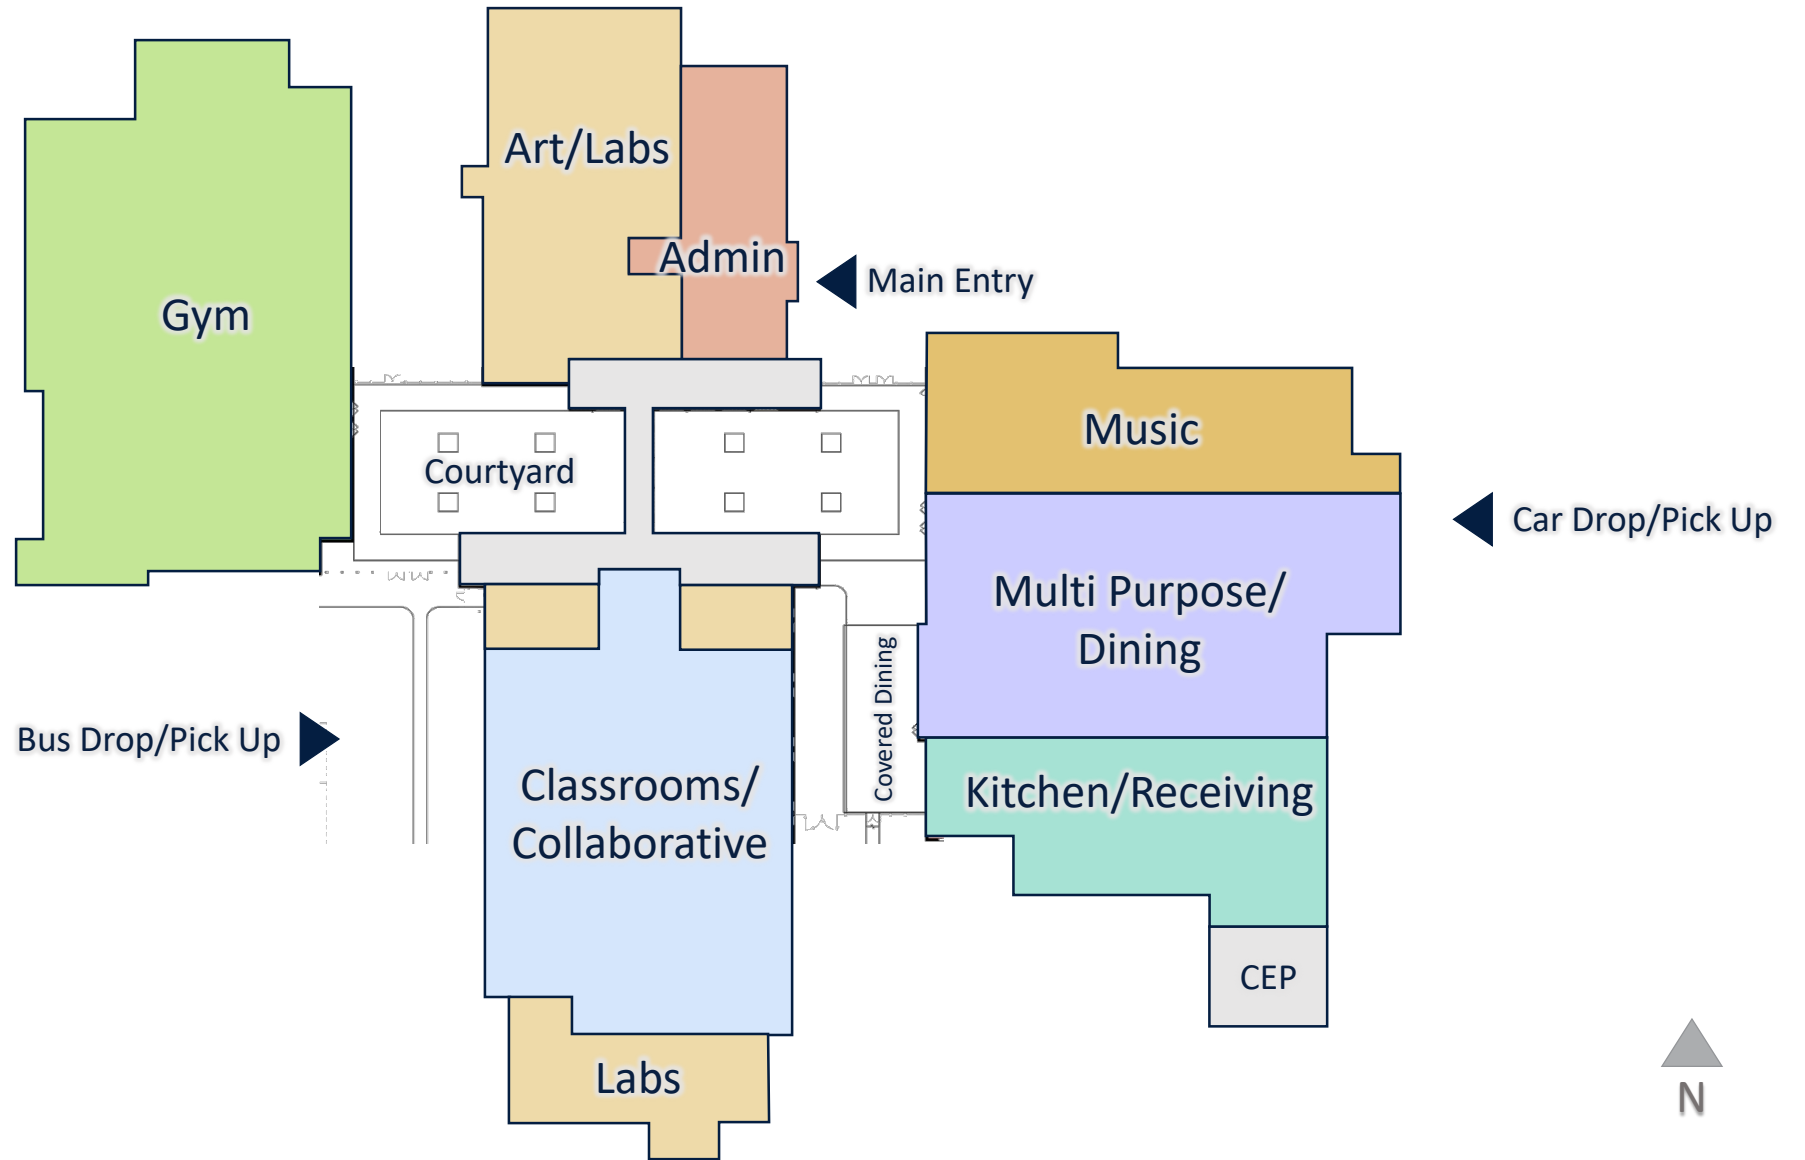 Art/Labs
Admin
Main Entry
Gym
Music
Courtyard
Car Drop/Pick Up
Multi Purpose/
Dining
Covered Dining
Bus Drop/Pick Up
Classrooms/
Collaborative
Kitchen/Receiving
CEP
Labs
N